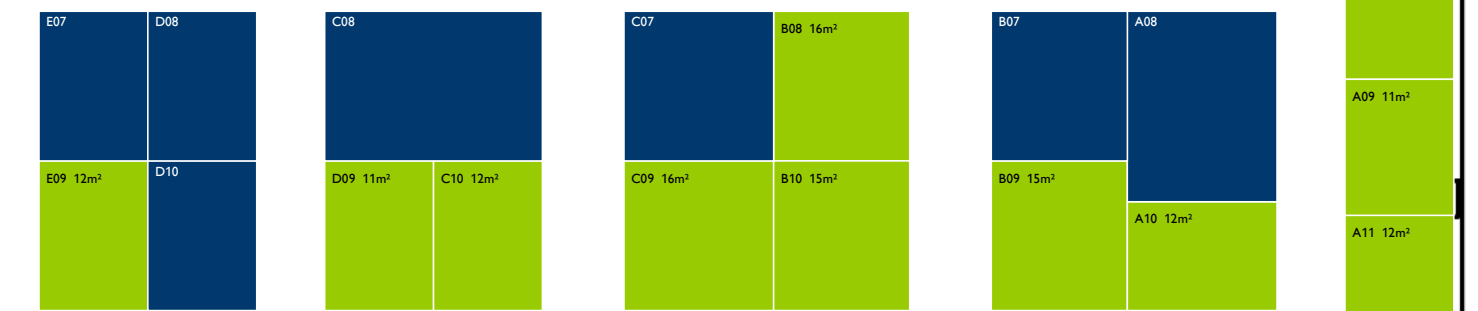 E07
D08
E09 12m²
D10
C08
D09 11m²
C10 12m²
C07
B08 16m²
C09 16m²
B10 15m²
B07
A08
B09 15m²
A10 12m²
A09 11m²
A11 12m²